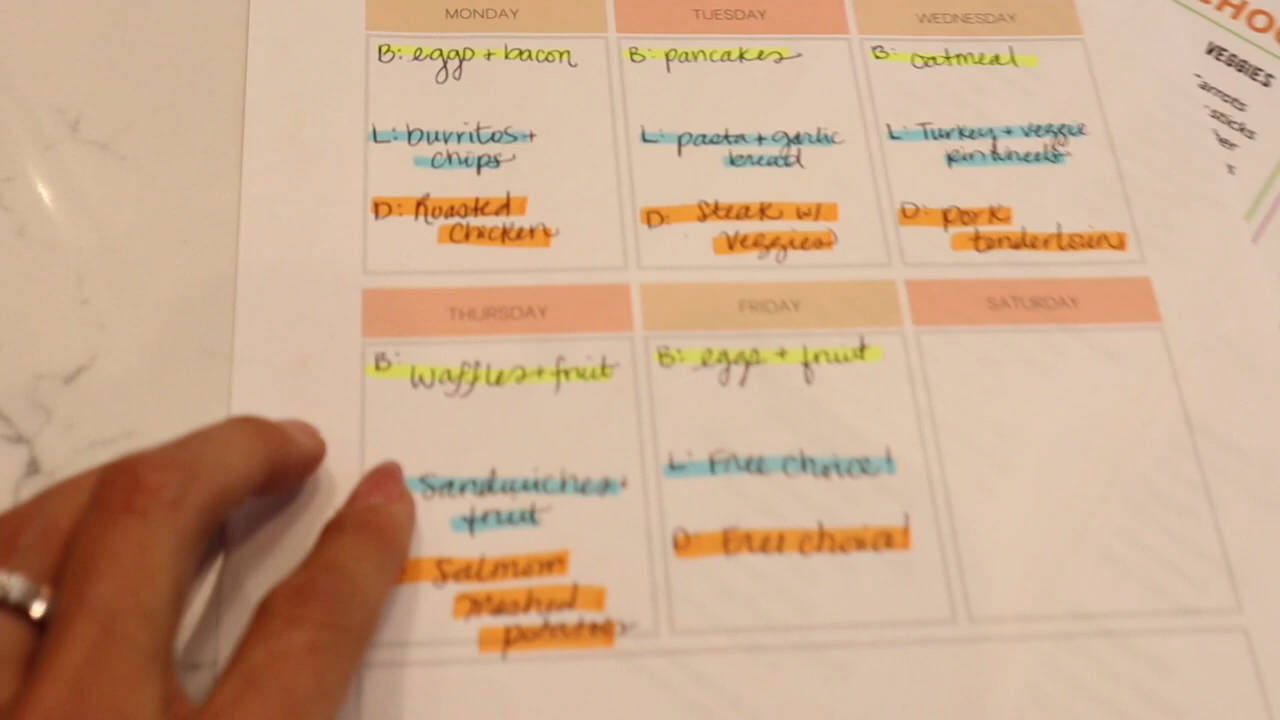 MONDAY
B: eggs + bacon
L: burritos +
chips
D: Roasted
Chicken
TUESDAY
B: pancakes
L: pasta + garlic
bread
D: Steak w/
Veggies
WEDNESDAY
B: oatmeal
L: Turkey + veggie
pinwheels
D: pork
tenderloin
THURSDAY
B:
Waffles + fruit
Sandwiches +
fruit
Salmon
mashed
potatoes
FRIDAY
B: eggs + fruit
L: Free choice!
D: Free choice!
SATURDAY
VEGGIES